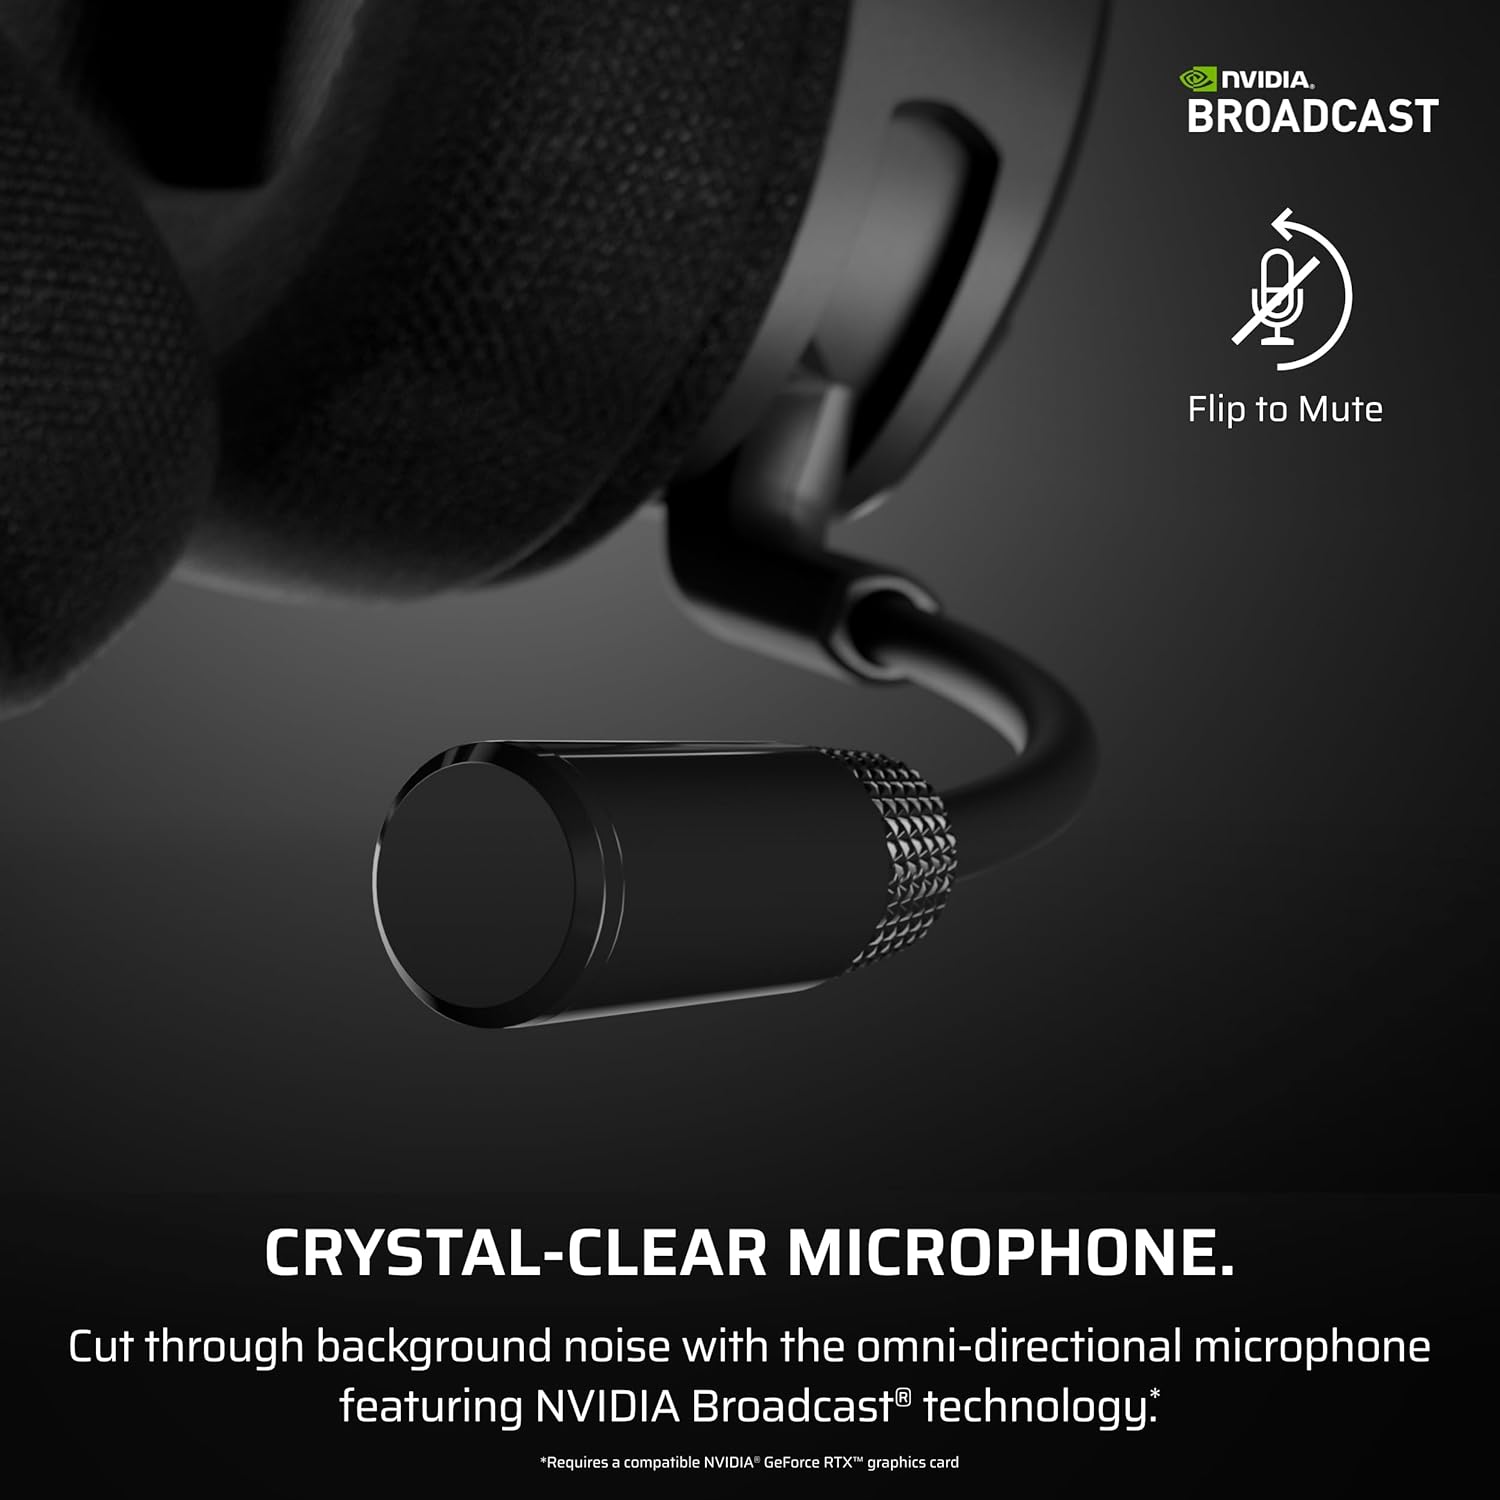 NVIDIA.
BROADCAST
Flip to Mute
CRYSTAL-CLEAR MICROPHONE.
Cut through background noise with the omni-directional microphone
featuring NVIDIA Broadcast® technology.*
*Requires a compatible NVIDIA® GeForce RTX™ graphics card